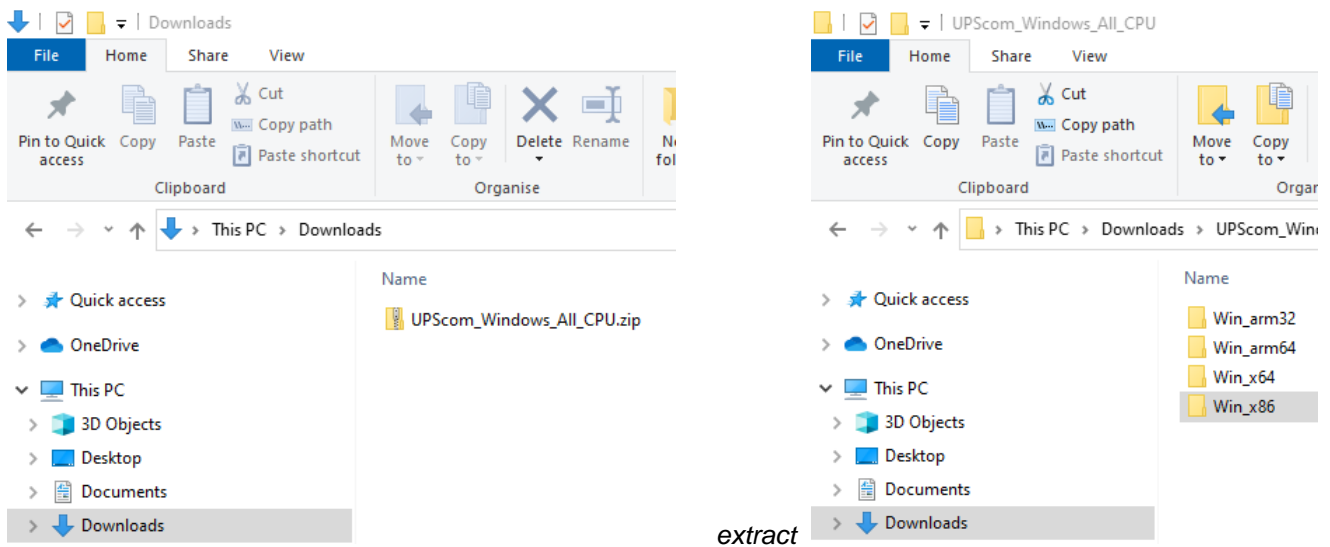 Downloads
File Home Share View
Pin to Quick access
Copy
Paste
Cut
Copy path
Paste shortcut
Move to
Copy to
Delete
Rename
Clipboard
Organise
This PC > Downloads
Name
Quick access
OneDrive
This PC
3D Objects
Desktop
Documents
Downloads
UPScom_Windows_All_CPU.zip
extract
UPScom_Windows_All_CPU
File Home Share View
Pin to Quick access
Copy
Paste
Cut
Copy path
Paste shortcut
Move to
Copy to
Clipboard
This PC > Downloads >
Name
Quick access
OneDrive
This PC
3D Objects
Desktop
Documents
Downloads
Win_arm32
Win_arm64
Win_x64
Win_x86